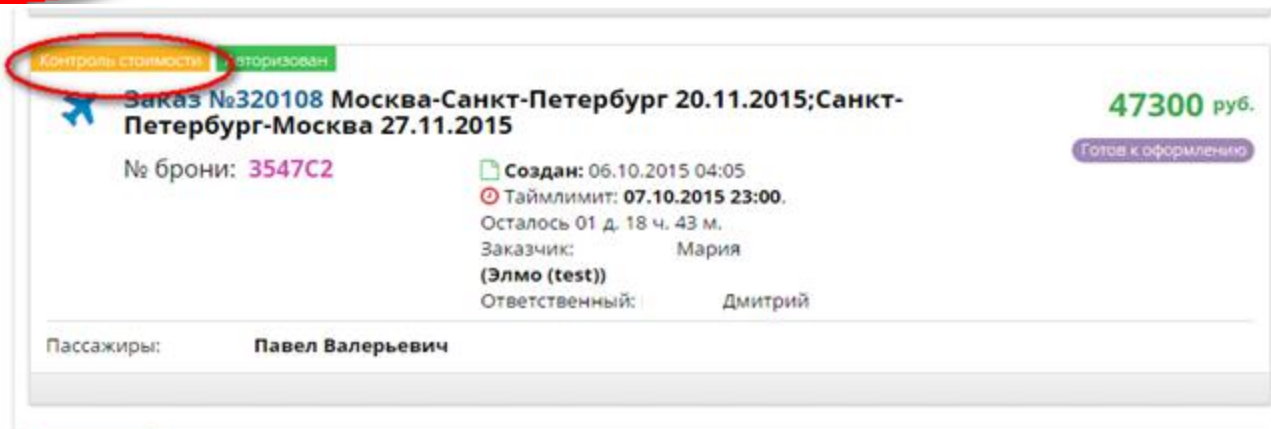 Контроль стоимости Авторизован
Заказ №320108 Москва-Санкт-Петербург 20.11.2015;Санкт-
Петербург-Москва 27.11.2015
47300 руб.
Готов к оформлению
№ брони: 3547C2
Создан: 06.10.2015 04:05
Таймлимит: 07.10.2015 23:00.
Осталось 01 д. 18 ч. 43 м.
Заказчик: Мария
(Элмо (test))
Ответственный: Дмитрий
Пассажиры: Павел Валерьевич